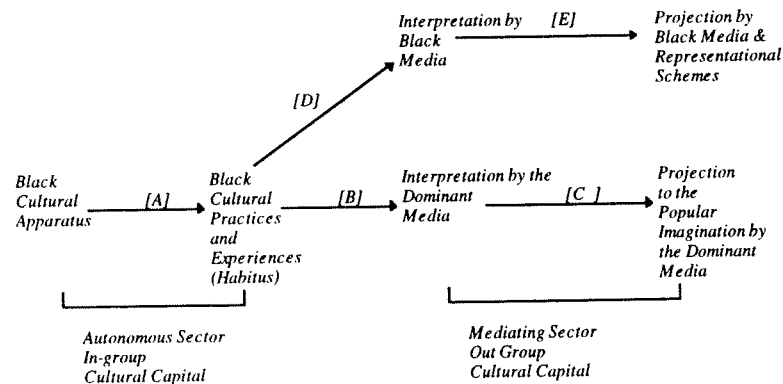 Interpretation by
Black
Media
[E]
Projection by
Black Media &
Representational
Schemes
[D]
Black
Cultural
Apparatus
[A]
Black
Cultural
Practices
and
Experiences
(Habitus)
[B]
Interpretation by the
Dominant
Media
[C ]
Projection
to the
Popular
Imagination by
the Dominant
Media
Autonomous Sector
In-group
Cultural Capital
Mediating Sector
Out Group
Cultural Capital